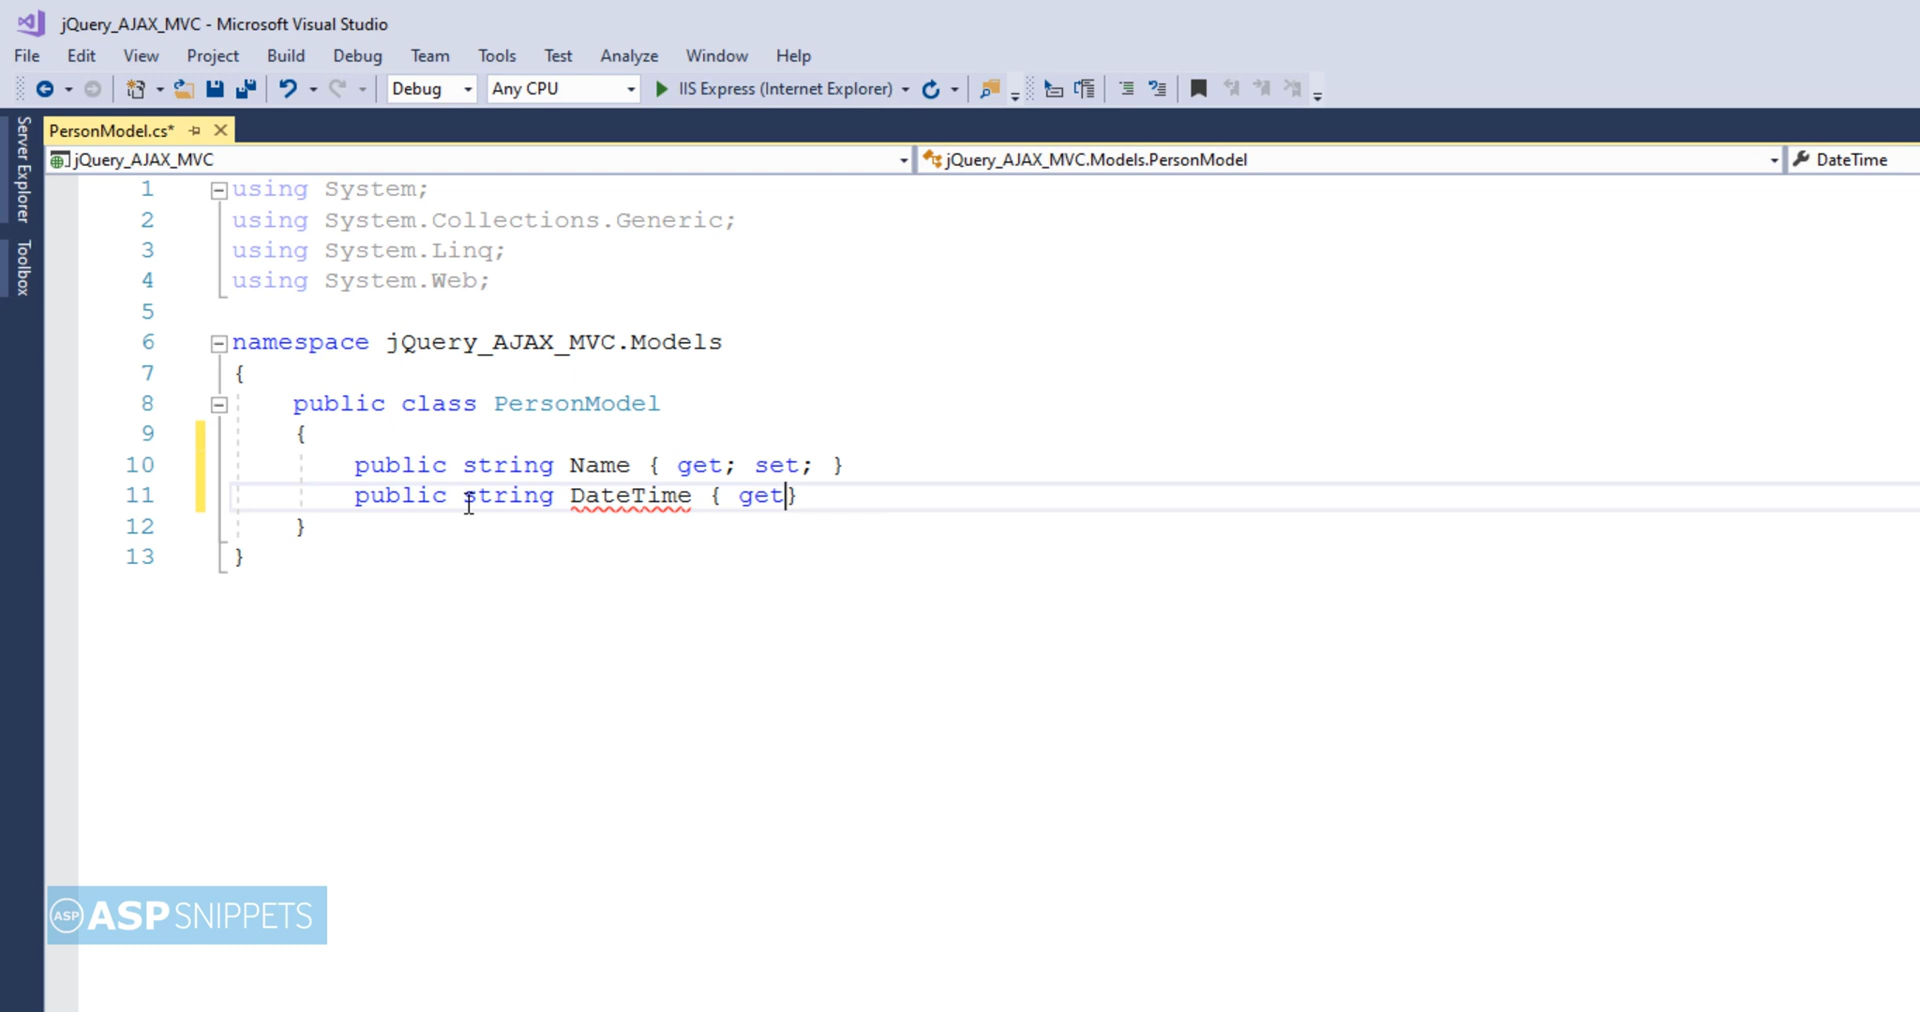 jQuery_AJAX_MVC - Microsoft Visual Studio
File Edit View Project Build Debug Team Tools Test Analyze Window Help
Debug Any CPU IIS Express (Internet Explorer)
Server Explorer
Toolbox
PersonModel.cs*
jQuery_AJAX_MVC jQuery_AJAX_MVC.Models.PersonModel DateTime
1 using System;
2 using System.Collections.Generic;
3 using System.Linq;
4 using System.Web;
5
6 namespace jQuery_AJAX_MVC.Models
7 {
8 public class PersonModel
9 {
10 public string Name { get; set; }
11 public string DateTime { get}
12 }
13 }
ASP ASPSNIPPETS